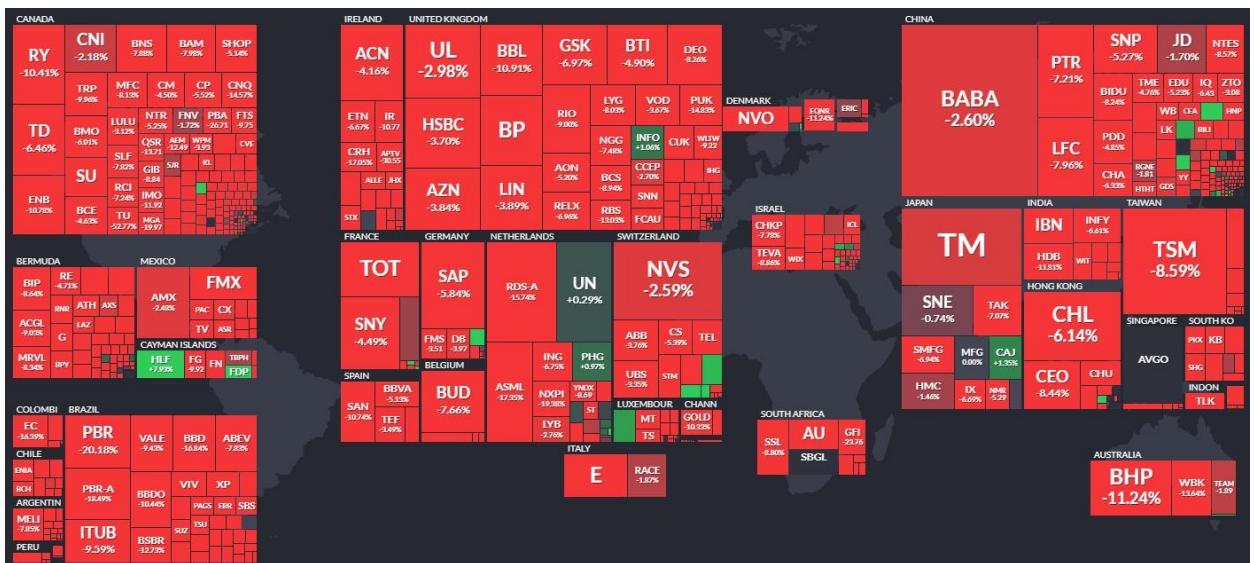 CANADA
RY
-10.41%
CNI
-2.18%
BNS
-7.88%
BAM
-7.98%
SHOP
-5.14%
TRP
-9.96%
MFC
-8.13%
CM
-4.50%
CP
-5.52%
CNQ
-14.57%
TD
-6.46%
BMO
-6.01%
LULU
-3.12%
NTR
-5.25%
FNV
-1.72%
PBA
-26.71
FTS
-9.75
SU
SLF
-7.82%
QSR
-13.71
AEM
-12.49
WPM
-3.93
CVE
GIB
-8.84
SJR
KL
ENB
-10.78%
BCE
-4.63%
RCI
-7.24%
IMO
-11.92
TU
-52.77%
MGA
-19.97
IRELAND
ACN
-4.16%
ETN
-6.67%
IR
-10.77
CRH
-17.05%
APTV
-30.55
ALLE
JHX
STX
UNITED KINGDOM
UL
-2.98%
BBL
-10.91%
GSK
-6.97%
BTI
-4.90%
DEO
-8.26%
HSBC
-3.70%
BP
RIO
-9.00%
LYG
-8.03%
VOD
-3.67%
PUK
-14.83%
NGG
-7.48%
INFO
+1.06%
CUK
WLTW
-9.22
AZN
-3.84%
LIN
-3.89%
AON
-5.20%
BCS
-8.94%
CCEP
-2.70%
IHG
RELX
-6.96%
RBS
-13.03%
SNN
FCAU
DENMARK
NVO
EQNR
-11.24%
ERIC
CHINA
BABA
-2.60%
PTR
-7.21%
SNP
-5.27%
JD
-1.70%
NTES
-8.57%
BIDU
-8.24%
TME
-4.76%
EDU
-5.23%
IQ
-6.43
ZTO
-3.08
WB
CEA
HNP
LFC
-7.96%
PDD
-4.85%
LK
BILI
CHA
-6.33%
BGNE
-1.81
YY
HTHT
GDS
ISRAEL
CHKP
-7.78%
ICL
TEVA
-8.86%
WIX
JAPAN
TM
SNE
-0.74%
TAK
-7.07%
SMFG
-6.94%
MFG
0.00%
CAJ
+1.35%
HMC
-1.46%
IX
-6.69%
NMR
-5.29
INDIA
IBN
INFY
-6.61%
HDB
-11.81%
WIT
TAIWAN
TSM
-8.59%
HONG KONG
CHL
-6.14%
CEO
-8.44%
CHU
SINGAPORE
AVGO
SOUTH KO
PKX
KB
SHG
INDON
TLK
FRANCE
TOT
SNY
-4.49%
GERMANY
SAP
-5.84%
FMS
-3.51
DB
-3.97
NETHERLANDS
RDS-A
-15.74%
UN
+0.29%
ASML
-17.35%
ING
-6.75%
PHG
+0.97%
NXPI
-19.38%
YNDX
-8.69
ST
LYB
-2.76%
SWITZERLAND
NVS
-2.59%
ABB
-3.76%
CS
-5.39%
TEL
UBS
-3.35%
STM
BELGIUM
BUD
-7.66%
SPAIN
SAN
-10.74%
BBVA
-5.13%
TEF
-3.49%
LUXEMBOUR
MT
TS
CHANN
GOLD
-10.33%
ITALY
E
RACE
-1.87%
BERMUDA
BIP
-8.64%
RE
-4.71%
RNR
ATH
AXS
ACGL
-9.03%
LAZ
G
MRVL
-8.34%
BPY
MEXICO
AMX
-2.48%
FMX
PAC
CX
TV
ASR
CAYMAN ISLANDS
HLF
+7.93%
FG
-9.92
FN
TBPH
FDP
COLOMBI
EC
-16.39%
CHILE
ENIA
BCH
ARGENTIN
MELI
-7.85%
PERU
BRAZIL
PBR
-20.18%
VALE
-9.43%
BBD
-16.84%
ABEV
-7.83%
PBR-A
-18.49%
BBDO
-10.44%
VIV
XP
PAGS
EBR
SBS
ITUB
-9.59%
BSBR
-12.73%
SUZ
TSU
SOUTH AFRICA
SSL
-8.80%
AU
GFI
-23.76
SBGL
AUSTRALIA
BHP
-11.24%
WBK
-13.64%
TEAM
-1.89